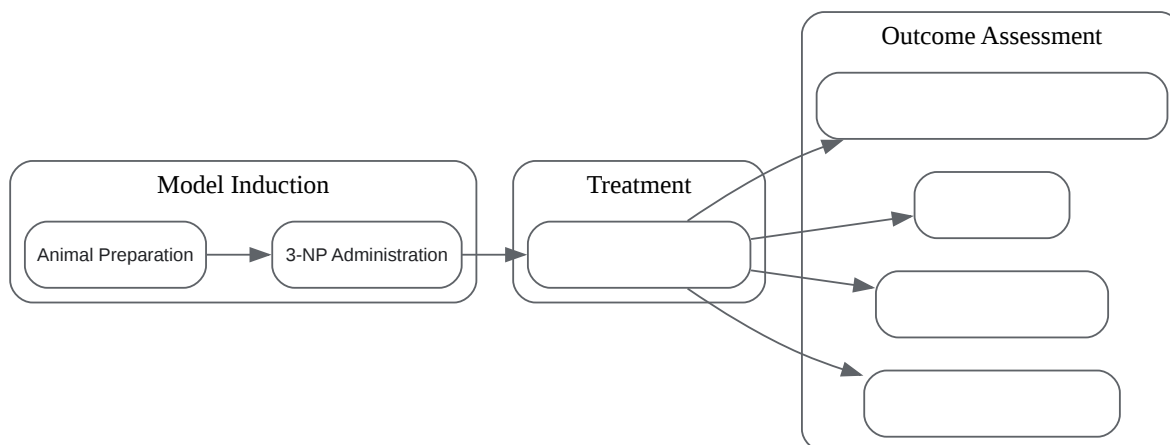 Outcome Assessment
Model Induction
Treatment
Animal Preparation
3-NP Administration